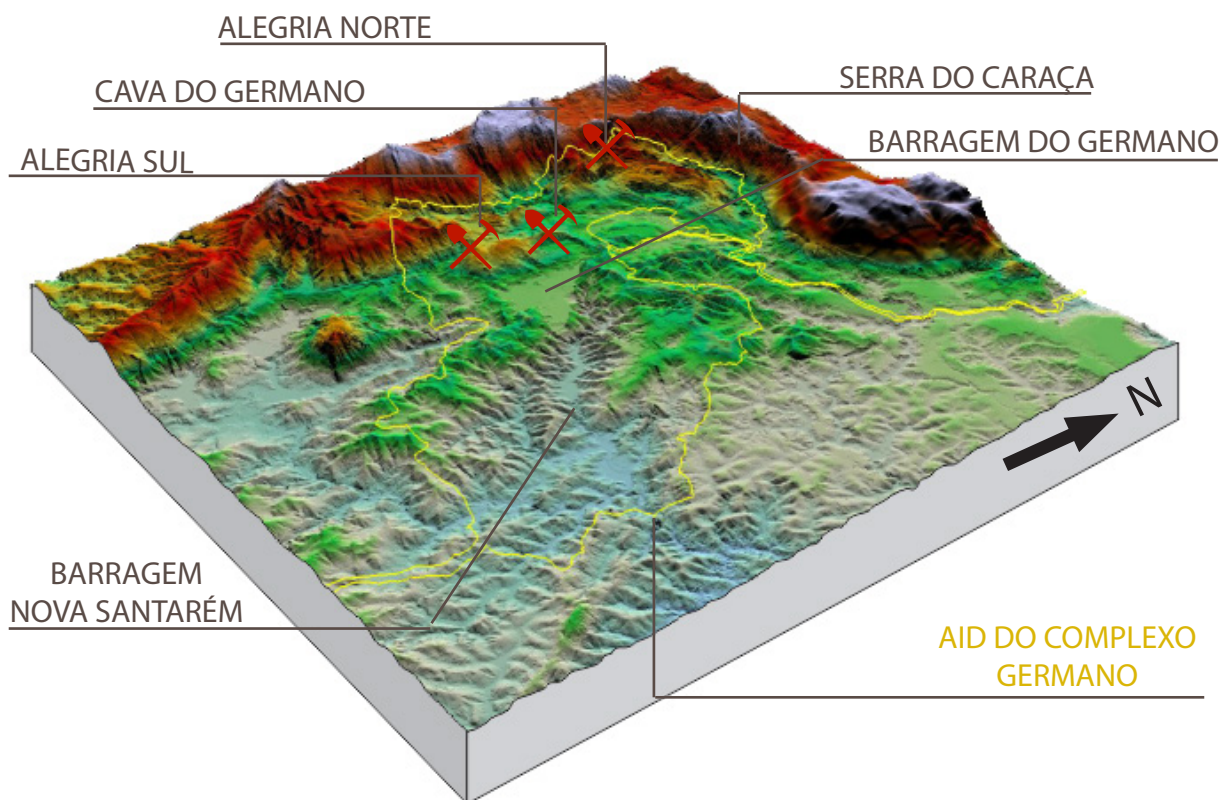 ALEGRIA NORTE
CAVA DO GERMANO
SERRA DO CARAÇA
ALEGRIA SUL
BARRAGEM DO GERMANO
N
BARRAGEM
NOVA SANTARÉM
AID DO COMPLEXO
GERMANO